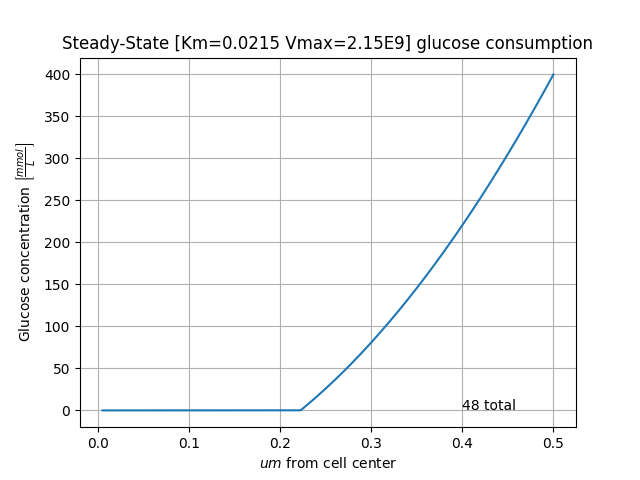 Steady-State [Km=0.0215 Vmax=2.15E9] glucose consumption
Glucose concentration [mmol/L]
400
350
300
250
200
150
100
50
0
48 total
0.0 0.1 0.2 0.3 0.4 0.5
um from cell center